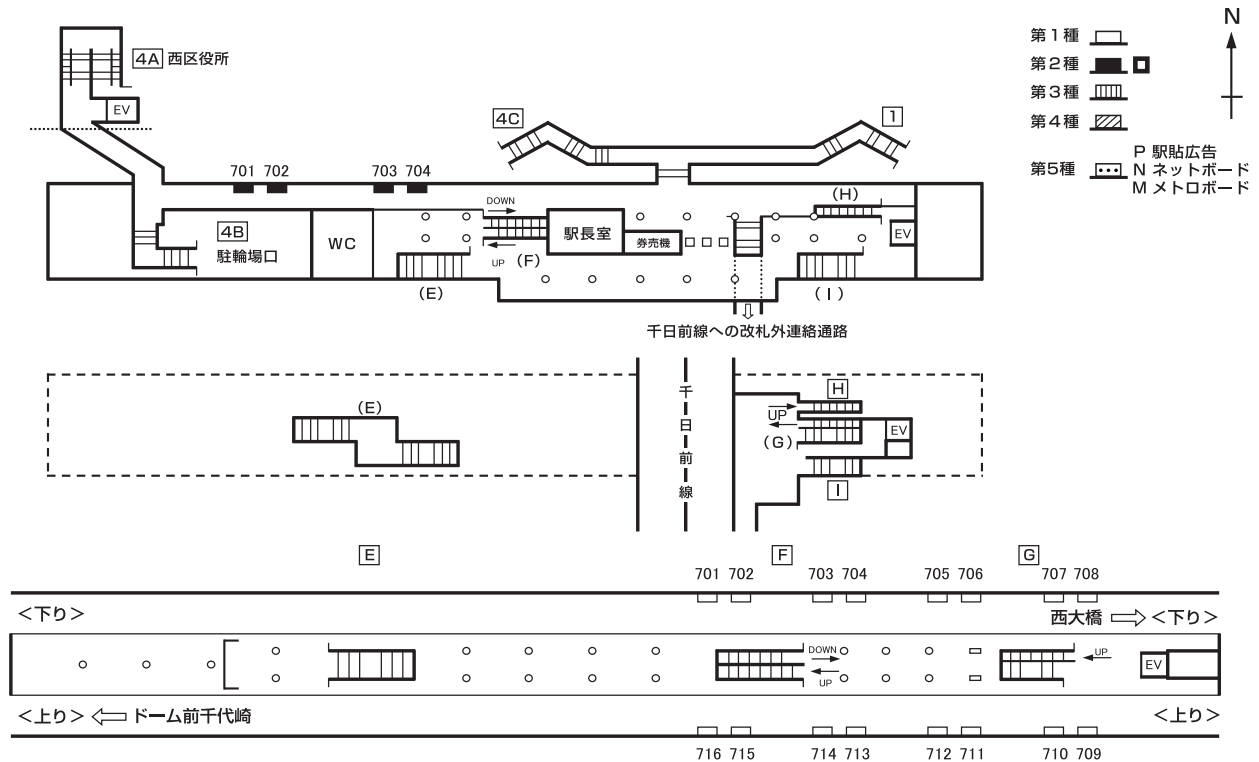 N
第1種
第2種
第3種
第4種
第5種
P 駅貼広告
N ネットボード
M メトロボード
4A 西区役所
EV
4C
1
701 702 703 704
DOWN
(H)
4B
駐輪場口
WC
駅長室
券売機
EV
UP
(F)
(E)
(I)
千日前線への改札外連絡通路
千日前線
(E)
H
UP
(G)
EV
I
E
F
G
701 702 703 704 705 706 707 708
<下り>
西大橋 <下り>
DOWN
UP
UP
EV
<上り> ドーム前千代崎
<上り>
716 715 714 713 712 711 710 709